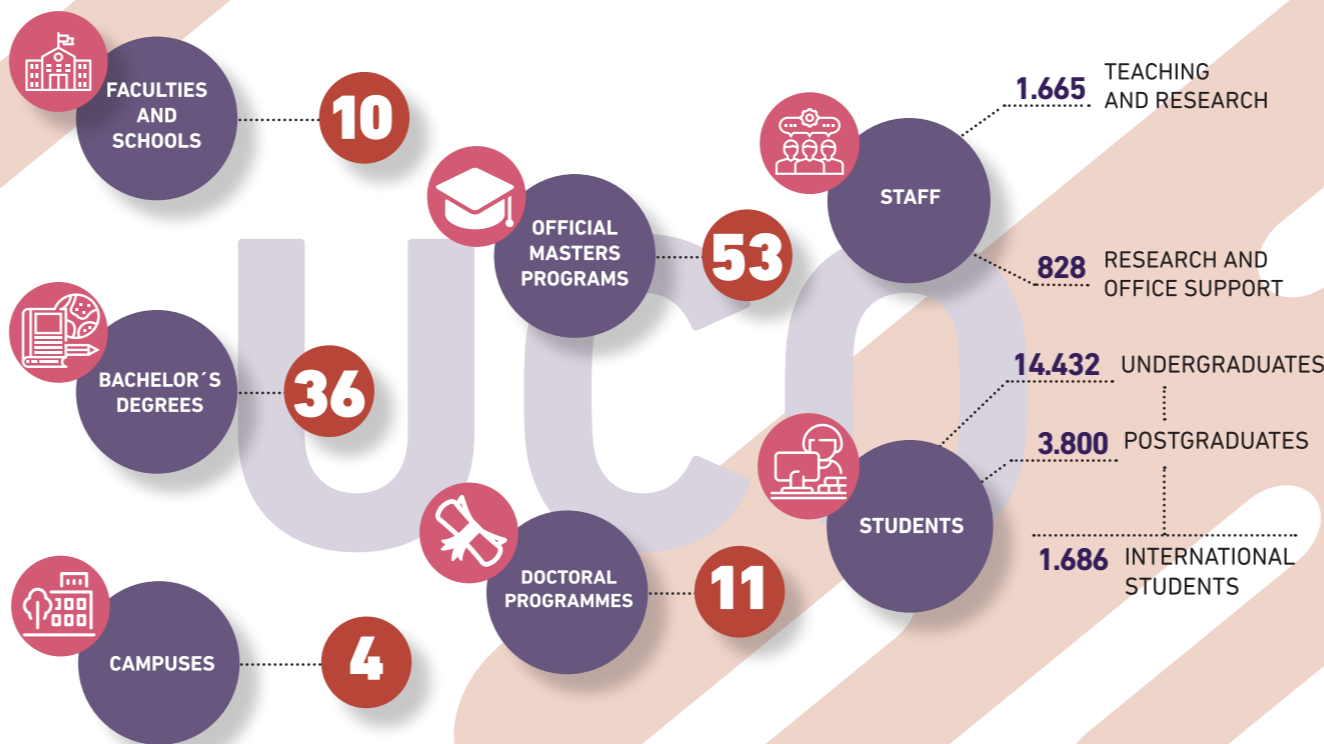 FACULTIES
AND
SCHOOLS
10
BACHELOR´S
DEGREES
36
CAMPUSES
4
UCO
OFFICIAL
MASTERS
PROGRAMS
53
DOCTORAL
PROGRAMMES
11
STAFF
1.665
TEACHING
AND RESEARCH
828
RESEARCH AND
OFFICE SUPPORT
STUDENTS
14.432 UNDERGRADUATES
3.800 POSTGRADUATES
1.686 INTERNATIONAL
STUDENTS